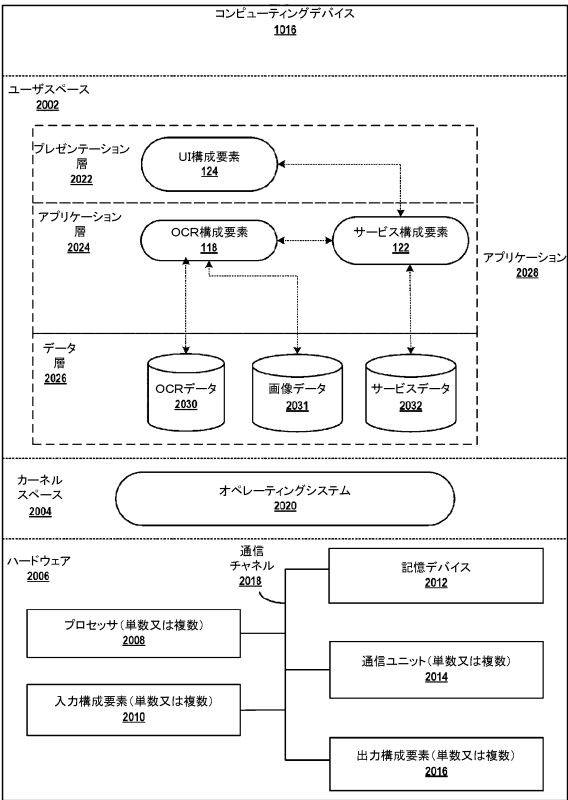 コンピューティングデバイス
1016
ユーザスペース
2002
プレゼンテーション
層
2022
UI構成要素
124
アプリケーション
層
2024
OCR構成要素
118
サービス構成要素
122
アプリケーション
2028
データ
層
2026
OCRデータ
2030
画像データ
2031
サービスデータ
2032
カーネル
スペース
2004
オペレーティングシステム
2020
ハードウェア
2006
通信
チャネル
2018
記憶デバイス
2012
プロセッサ(単数又は複数)
2008
通信ユニット(単数又は複数)
2014
入力構成要素(単数又は複数)
2010
出力構成要素(単数又は複数)
2016